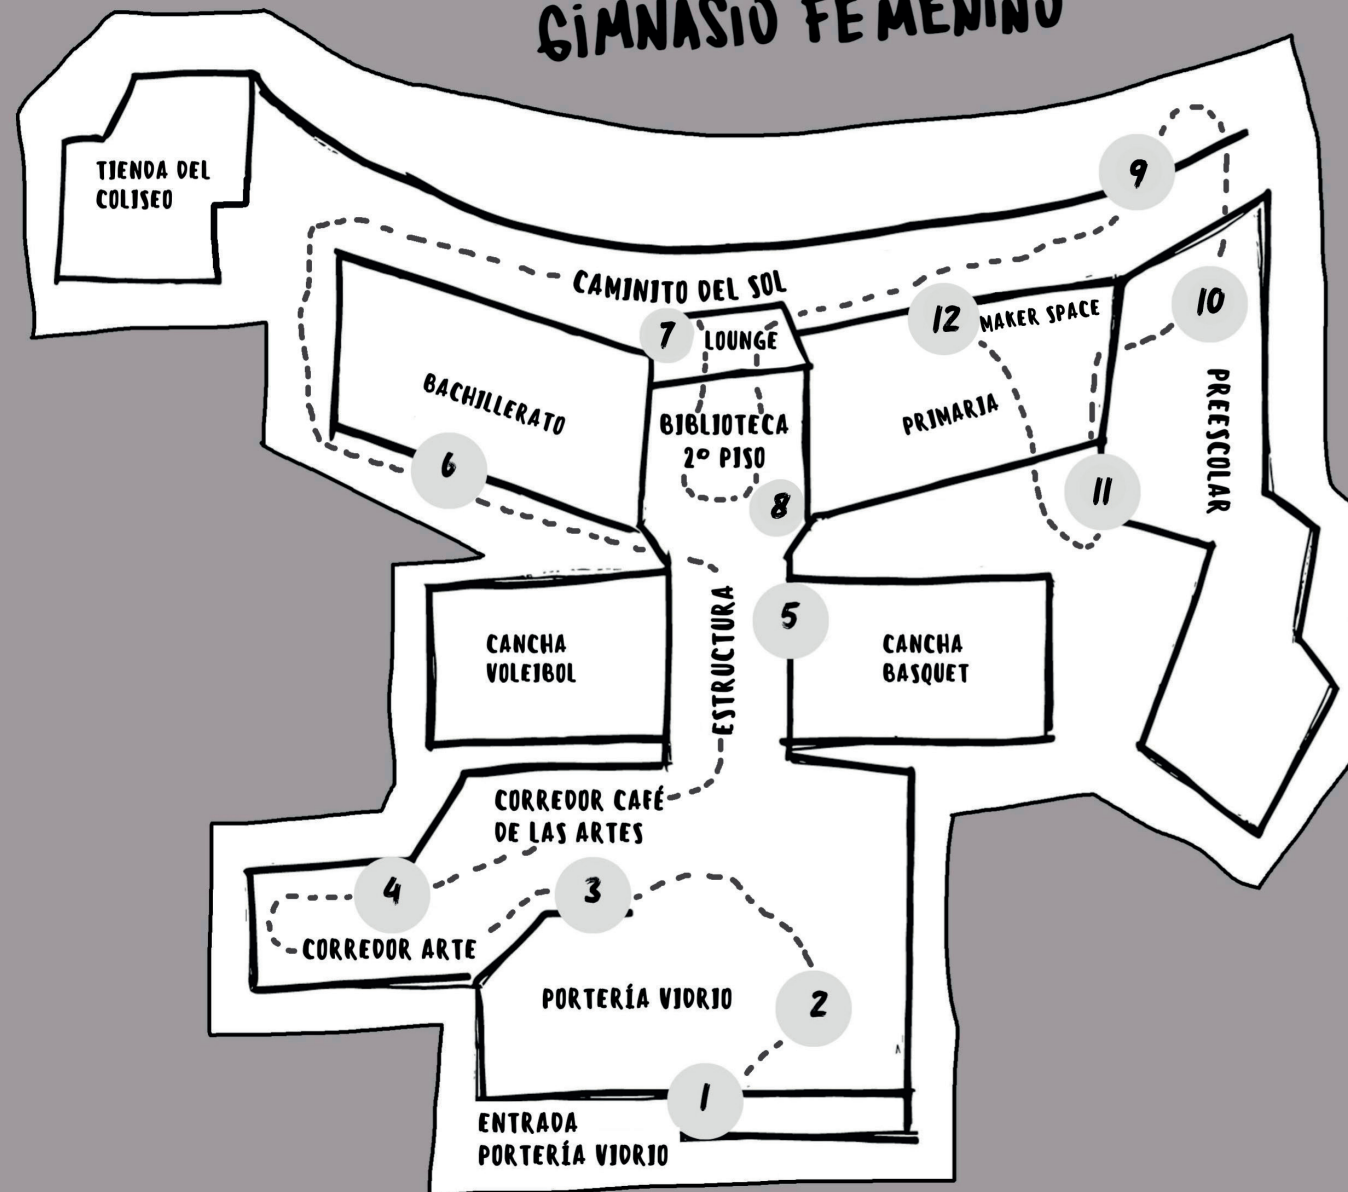 GIMNASIO FEMENINO
TIENDA DEL
COLISEO
9
CAMINITO DEL SOL
10
12
MAKER SPACE
7
LOUNGE
BACHILLERATO
BIBLIOTECA
2º PISO
PRIMARIA
PREESCOLAR
6
8
11
ESTRUCTURA
5
CANCHA
VOLEIBOL
CANCHA
BASQUET
CORREDOR CAFÉ
DE LAS ARTES
4
3
CORREDOR ARTE
PORTERÍA VIDRIO
2
1
ENTRADA
PORTERÍA VIDRIO